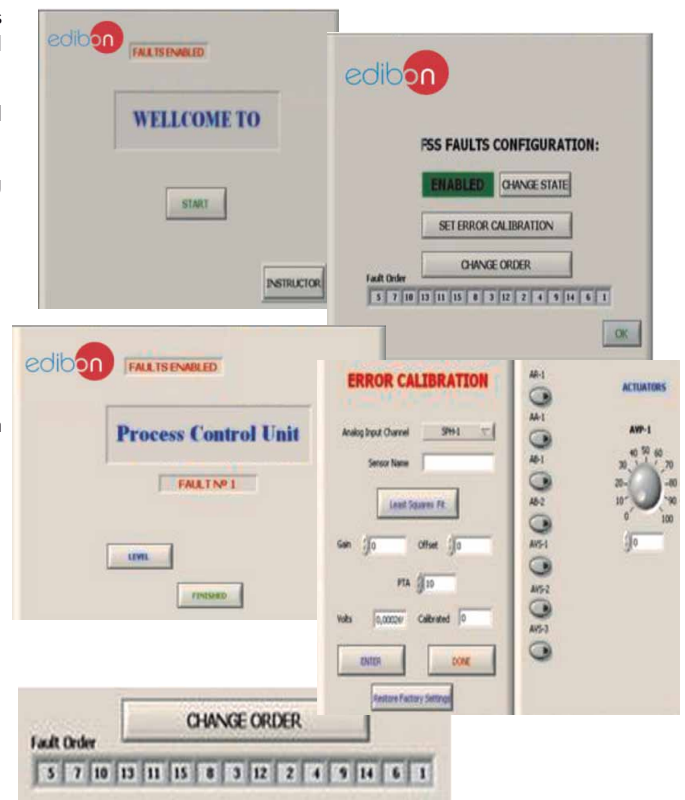 edibon
FAULTS ENABLED
WELLCOME TO
START
INSTRUCTOR
edibon
FSS FAULTS CONFIGURATION:
ENABLED CHANGE STATE
SET ERROR CALIBRATION
CHANGE ORDER
Fault Order
5 7 10 13 11 15 8 3 12 2 4 9 14 6 1
OK
edibon
FAULTS ENABLED
Process Control Unit
FAULT Nº 1
LEVEL
FINISHED
ERROR CALIBRATION
Analog Input Channel SPH-1
Sensor Name
Least Squares Fit
Gain 0 Offset 0
PTA 10
Volts 0,00026 Calibrated 0
ENTER DONE
Restore Factory Settings
AR-1
AA-1
AB-1
AB-2
AVS-1
AVS-2
AVS-3
ACTUATORS
AVP-1
0 10 20 30 40 50 60 70 80 90 100
0
CHANGE ORDER
Fault Order
5 7 10 13 11 15 8 3 12 2 4 9 14 6 1